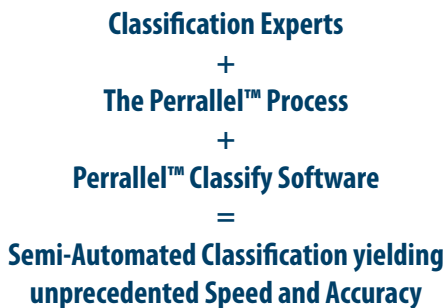 Classification Experts
+
The Perrallel™ Process
+
Perrallel™ Classify Software
=
Semi-Automated Classification yielding
unprecedented Speed and Accuracy